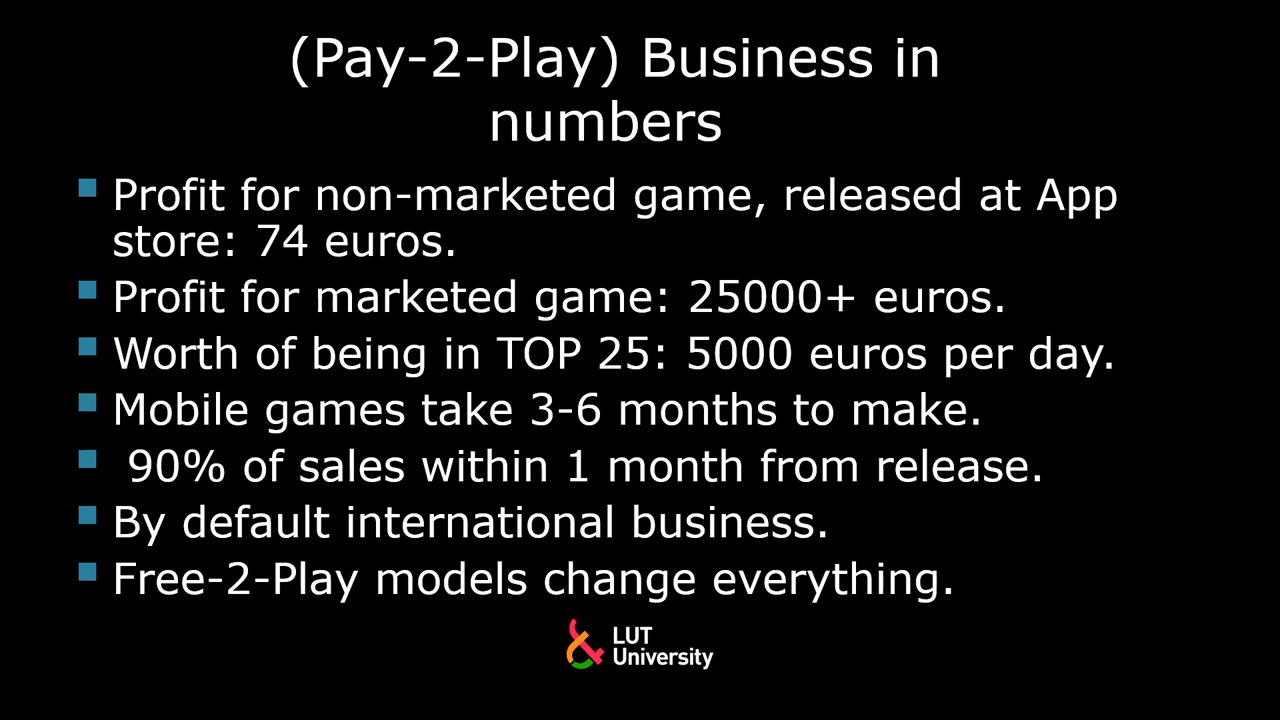 (Pay-2-Play) Business in
numbers
Profit for non-marketed game, released at App
store: 74 euros.
Profit for marketed game: 25000+ euros.
Worth of being in TOP 25: 5000 euros per day.
Mobile games take 3-6 months to make.
90% of sales within 1 month from release.
By default international business.
Free-2-Play models change everything.
LUT
University